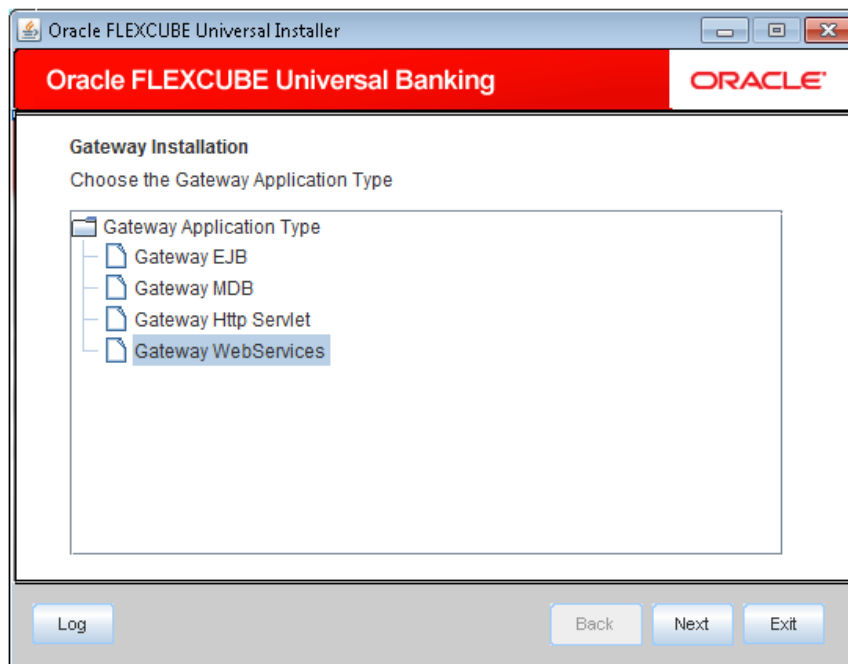 Oracle FLEXCUBE Universal Installer
Oracle FLEXCUBE Universal Banking
ORACLE
Gateway Installation
Choose the Gateway Application Type
Gateway Application Type
Gateway EJB
Gateway MDB
Gateway Http Servlet
Gateway WebServices
Log Back Next Exit